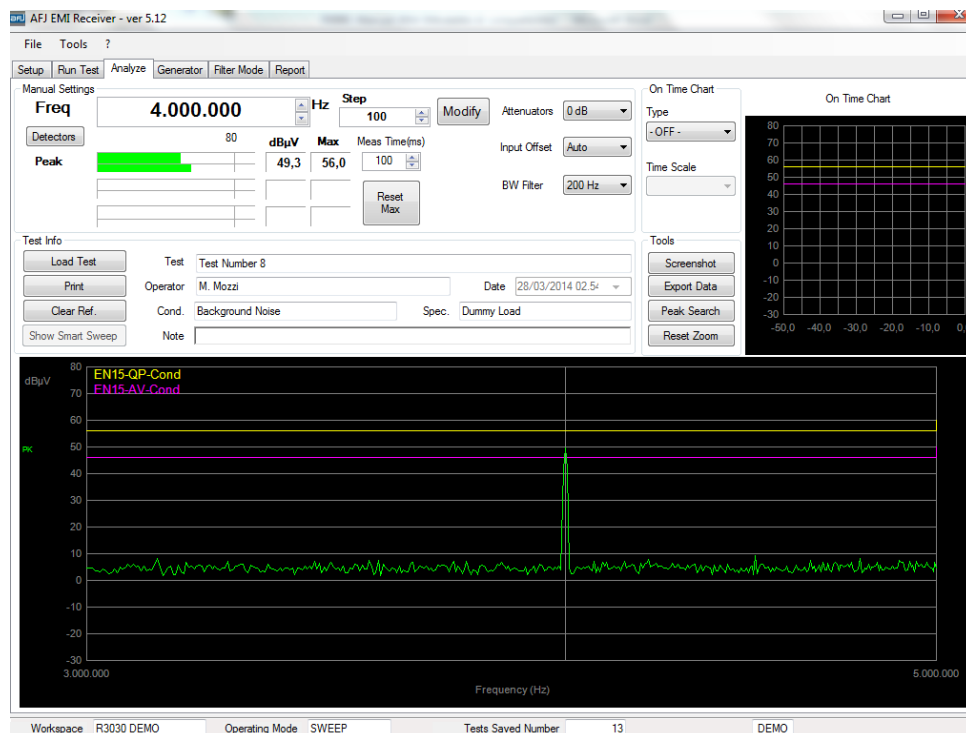 AFJ EMI Receiver - ver 5.12
File Tools ?
Setup Run Test Analyze Generator Filter Mode Report
Manual Settings
Freq 4.000.000 Hz
Step
100
Modify
Detectors
80 dBµV Max Meas Time(ms)
Peak 49,3 56,0 100
Reset Max
Attenuators 0 dB
Input Offset Auto
BW Filter 200 Hz
On Time Chart
Type
- OFF -
Time Scale
On Time Chart
80
70
60
50
40
30
20
10
0
-10
-20
-30
-50,0 -40,0 -30,0 -20,0 -10,0 0,
Test Info
Load Test Test Test Number 8
Print Operator M. Mozzi Date 28/03/2014 02.54
Clear Ref. Cond. Background Noise Spec. Dummy Load
Show Smart Sweep Note
Tools
Screenshot
Export Data
Peak Search
Reset Zoom
dBµV
80
70
60
50
40
30
20
10
0
-10
-20
-30
EN15-QP-Cond
EN15-AV-Cond
PK
3.000.000 5.000.000
Frequency (Hz)
Workspace R3030 DEMO Operating Mode SWEEP Tests Saved Number 13 DEMO